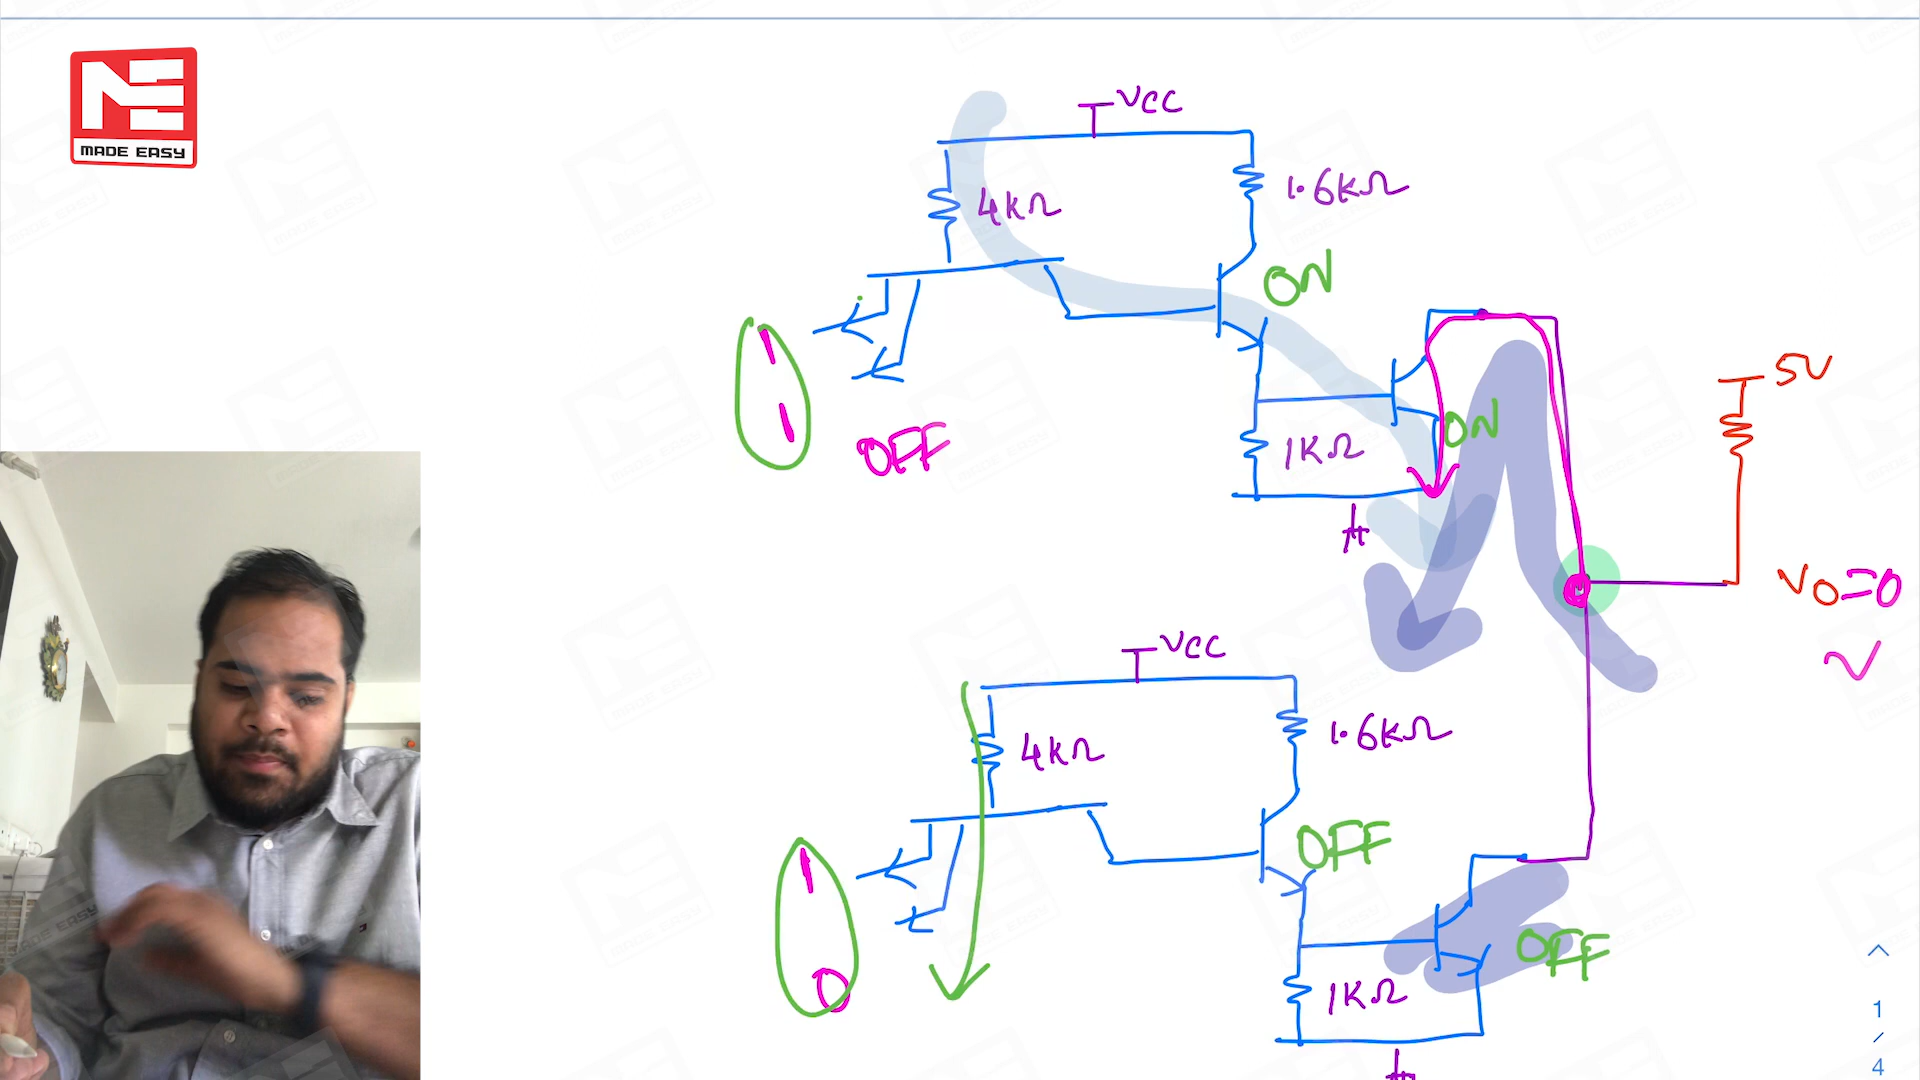 MADE EASY
VCC
4KΩ
1.6KΩ
ON
1
1
OFF
ON
1KΩ
5V
VO=0
VCC
4KΩ
1.6KΩ
OFF
1
0
OFF
1KΩ
1
/
4